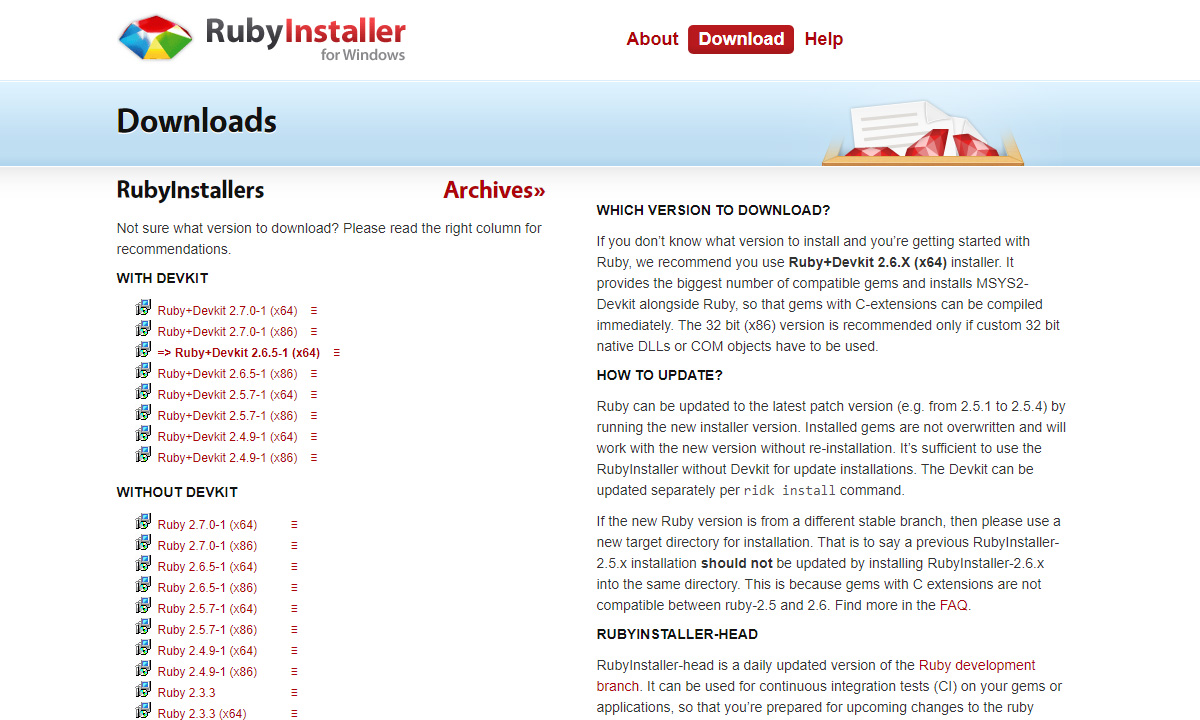 RubyInstaller
for Windows
About Download Help
Downloads
RubyInstallers
Archives»
Not sure what version to download? Please read the right column for
recommendations.
WITH DEVKIT
Ruby+Devkit 2.7.0-1 (x64) ≡
Ruby+Devkit 2.7.0-1 (x86) ≡
=> Ruby+Devkit 2.6.5-1 (x64) ≡
Ruby+Devkit 2.6.5-1 (x86) ≡
Ruby+Devkit 2.5.7-1 (x64) ≡
Ruby+Devkit 2.5.7-1 (x86) ≡
Ruby+Devkit 2.4.9-1 (x64) ≡
Ruby+Devkit 2.4.9-1 (x86) ≡
WITHOUT DEVKIT
Ruby 2.7.0-1 (x64) ≡
Ruby 2.7.0-1 (x86) ≡
Ruby 2.6.5-1 (x64) ≡
Ruby 2.6.5-1 (x86) ≡
Ruby 2.5.7-1 (x64) ≡
Ruby 2.5.7-1 (x86) ≡
Ruby 2.4.9-1 (x64) ≡
Ruby 2.4.9-1 (x86) ≡
Ruby 2.3.3 ≡
Ruby 2.3.3 (x64) ≡
WHICH VERSION TO DOWNLOAD?
If you don’t know what version to install and you’re getting started with
Ruby, we recommend you use Ruby+Devkit 2.6.X (x64) installer. It
provides the biggest number of compatible gems and installs MSYS2-
Devkit alongside Ruby, so that gems with C-extensions can be compiled
immediately. The 32 bit (x86) version is recommended only if custom 32 bit
native DLLs or COM objects have to be used.
HOW TO UPDATE?
Ruby can be updated to the latest patch version (e.g. from 2.5.1 to 2.5.4) by
running the new installer version. Installed gems are not overwritten and will
work with the new version without re-installation. It’s sufficient to use the
RubyInstaller without Devkit for update installations. The Devkit can be
updated separately per ridk install command.
If the new Ruby version is from a different stable branch, then please use a
new target directory for installation. That is to say a previous RubyInstaller-
2.5.x installation should not be updated by installing RubyInstaller-2.6.x
into the same directory. This is because gems with C extensions are not
compatible between ruby-2.5 and 2.6. Find more in the FAQ.
RUBYINSTALLER-HEAD
RubyInstaller-head is a daily updated version of the Ruby development
branch. It can be used for continuous integration tests (CI) on your gems or
applications, so that you’re prepared for upcoming changes to the ruby